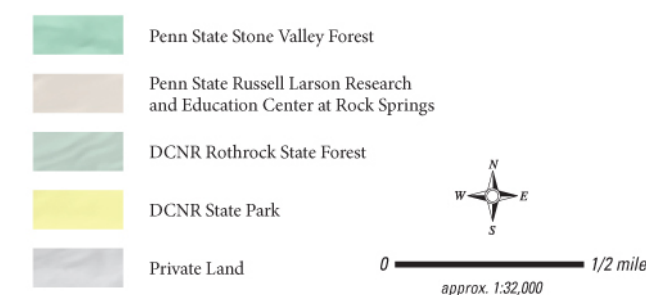 Penn State Stone Valley Forest
Penn State Russell Larson Research
and Education Center at Rock Springs
DCNR Rothrock State Forest
DCNR State Park
Private Land
N
W E
S
0 1/2 mile
approx. 1:32,000